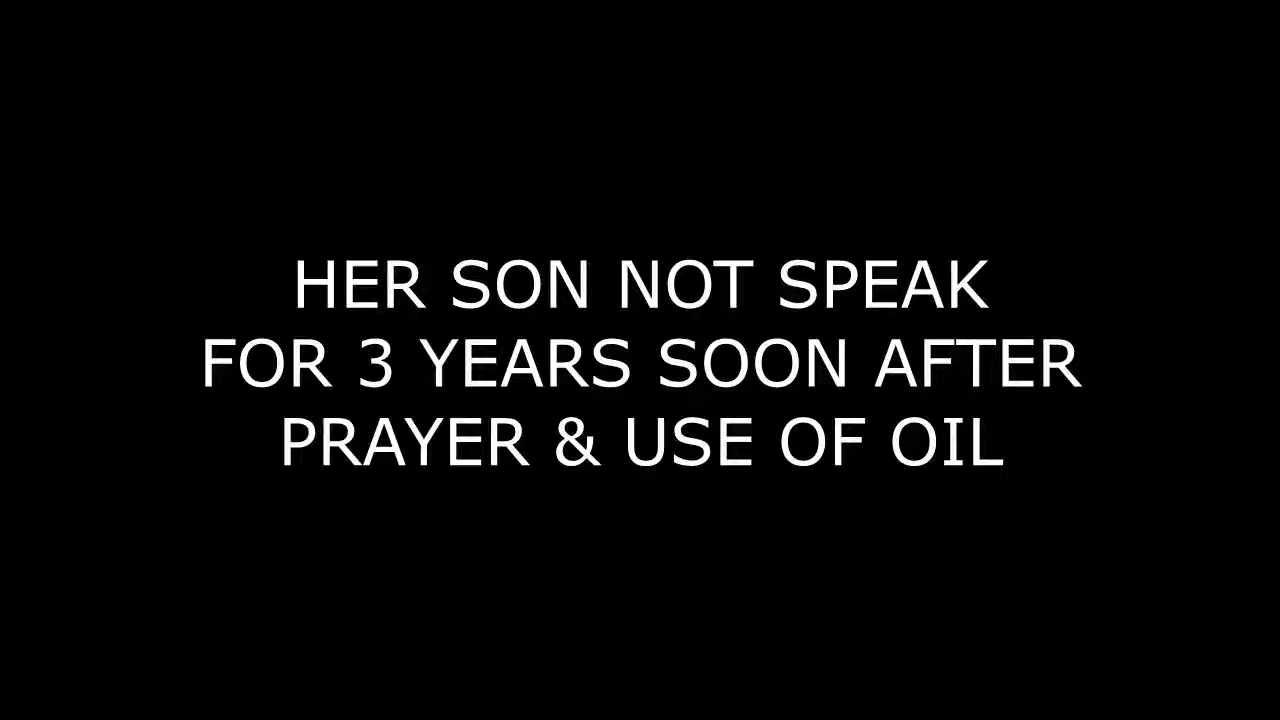 HER SON NOT SPEAK
FOR 3 YEARS SOON AFTER
PRAYER & USE OF OIL